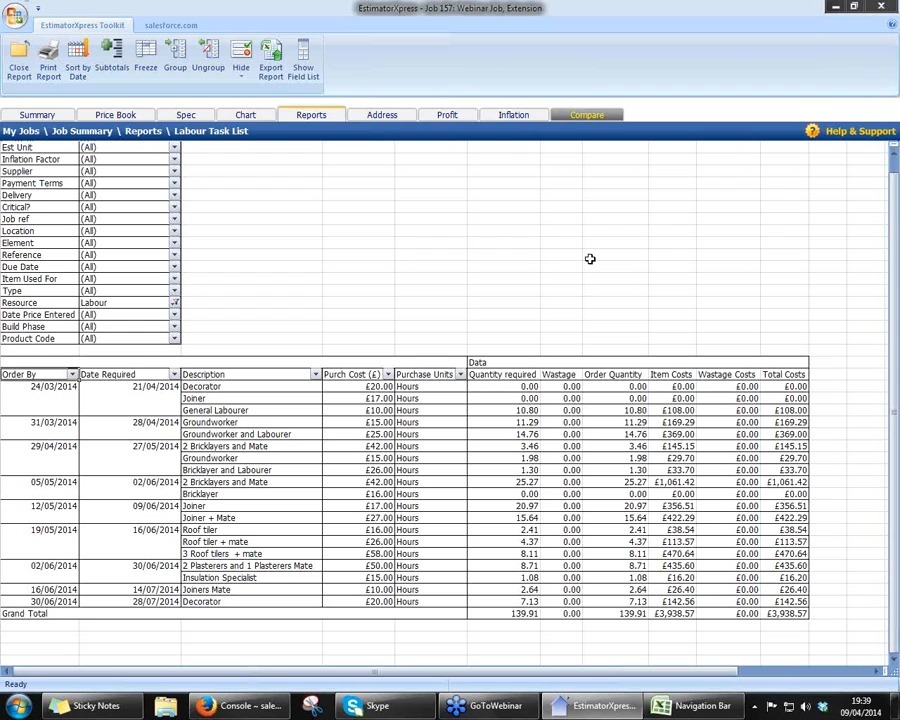 EstimatorXpress - Job 157: Webinar Job, Extension
EstimatorXpress Toolkit salesforce.com
Close Report Print Report Sort by Date Subtotals Freeze Group Ungroup Hide Export Report Show Field List
Summary Price Book Spec Chart Reports Address Profit Inflation Compare
My Jobs \ Job Summary \ Reports \ Labour Task List ? Help & Support
Est Unit (All)
Inflation Factor (All)
Supplier (All)
Payment Terms (All)
Delivery (All)
Critical? (All)
Job ref (All)
Location (All)
Element (All)
Reference (All)
Due Date (All)
Item Used For (All)
Type (All)
Resource Labour
Date Price Entered (All)
Build Phase (All)
Product Code (All)
Data
Order By Date Required Description Purch Cost (£) Purchase Units Quantity required Wastage Order Quantity Item Costs Wastage Costs Total Costs
24/03/2014 21/04/2014 Decorator £20.00 Hours 0.00 0.00 0.00 £0.00 £0.00 £0.00
Joiner £17.00 Hours 0.00 0.00 0.00 £0.00 £0.00 £0.00
General Labourer £10.00 Hours 10.80 0.00 10.80 £108.00 £0.00 £108.00
31/03/2014 28/04/2014 Groundworker £15.00 Hours 11.29 0.00 11.29 £169.29 £0.00 £169.29
Groundworker and Labourer £25.00 Hours 14.76 0.00 14.76 £369.00 £0.00 £369.00
29/04/2014 27/05/2014 2 Bricklayers and Mate £42.00 Hours 3.46 0.00 3.46 £145.15 £0.00 £145.15
Groundworker £15.00 Hours 1.98 0.00 1.98 £29.70 £0.00 £29.70
Bricklayer and Labourer £26.00 Hours 1.30 0.00 1.30 £33.70 £0.00 £33.70
05/05/2014 02/06/2014 2 Bricklayers and Mate £42.00 Hours 25.27 0.00 25.27 £1,061.42 £0.00 £1,061.42
Bricklayer £16.00 Hours 0.00 0.00 0.00 £0.00 £0.00 £0.00
12/05/2014 09/06/2014 Joiner £17.00 Hours 20.97 0.00 20.97 £356.51 £0.00 £356.51
Joiner + Mate £27.00 Hours 15.64 0.00 15.64 £422.29 £0.00 £422.29
19/05/2014 16/06/2014 Roof tiler £16.00 Hours 2.41 0.00 2.41 £38.54 £0.00 £38.54
Roof tiler + mate £26.00 Hours 4.37 0.00 4.37 £113.57 £0.00 £113.57
3 Roof tilers + mate £58.00 Hours 8.11 0.00 8.11 £470.64 £0.00 £470.64
02/06/2014 30/06/2014 2 Plasterers and 1 Plasterers Mate £50.00 Hours 8.71 0.00 8.71 £435.60 £0.00 £435.60
Insulation Specialist £15.00 Hours 1.08 0.00 1.08 £16.20 £0.00 £16.20
16/06/2014 14/07/2014 Joiners Mate £10.00 Hours 2.64 0.00 2.64 £26.40 £0.00 £26.40
30/06/2014 28/07/2014 Decorator £20.00 Hours 7.13 0.00 7.13 £142.56 £0.00 £142.56
Grand Total 139.91 0.00 139.91 £3,938.57 £0.00 £3,938.57
Ready
Sticky Notes Console ~ sale... Skype GoToWebinar EstimatorXpres... Navigation Bar 19:39
09/04/2014